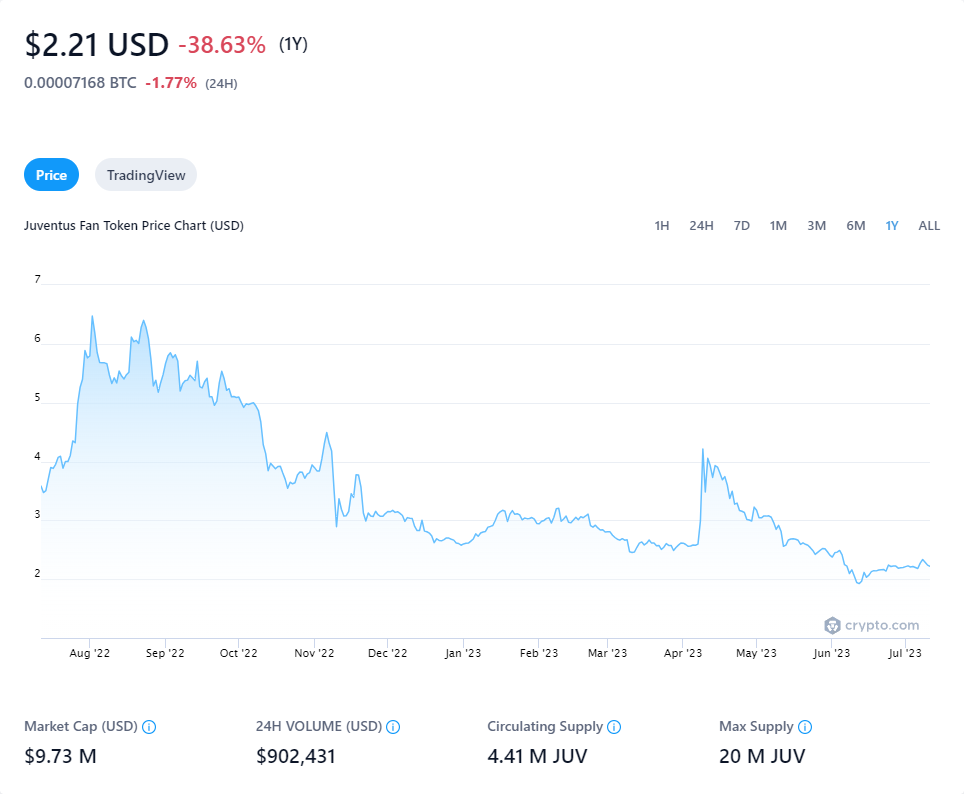 $2.21 USD -38.63% (1Y)
0.00007168 BTC -1.77% (24H)
Price TradingView
Juventus Fan Token Price Chart (USD) 1H 24H 7D 1M 3M 6M 1Y ALL
7
6
5
4
3
2
crypto.com
Aug '22 Sep '22 Oct '22 Nov '22 Dec '22 Jan '23 Feb '23 Mar '23 Apr '23 May '23 Jun '23 Jul '23
Market Cap (USD) 24H VOLUME (USD) Circulating Supply Max Supply
$9.73 M $902,431 4.41 M JUV 20 M JUV